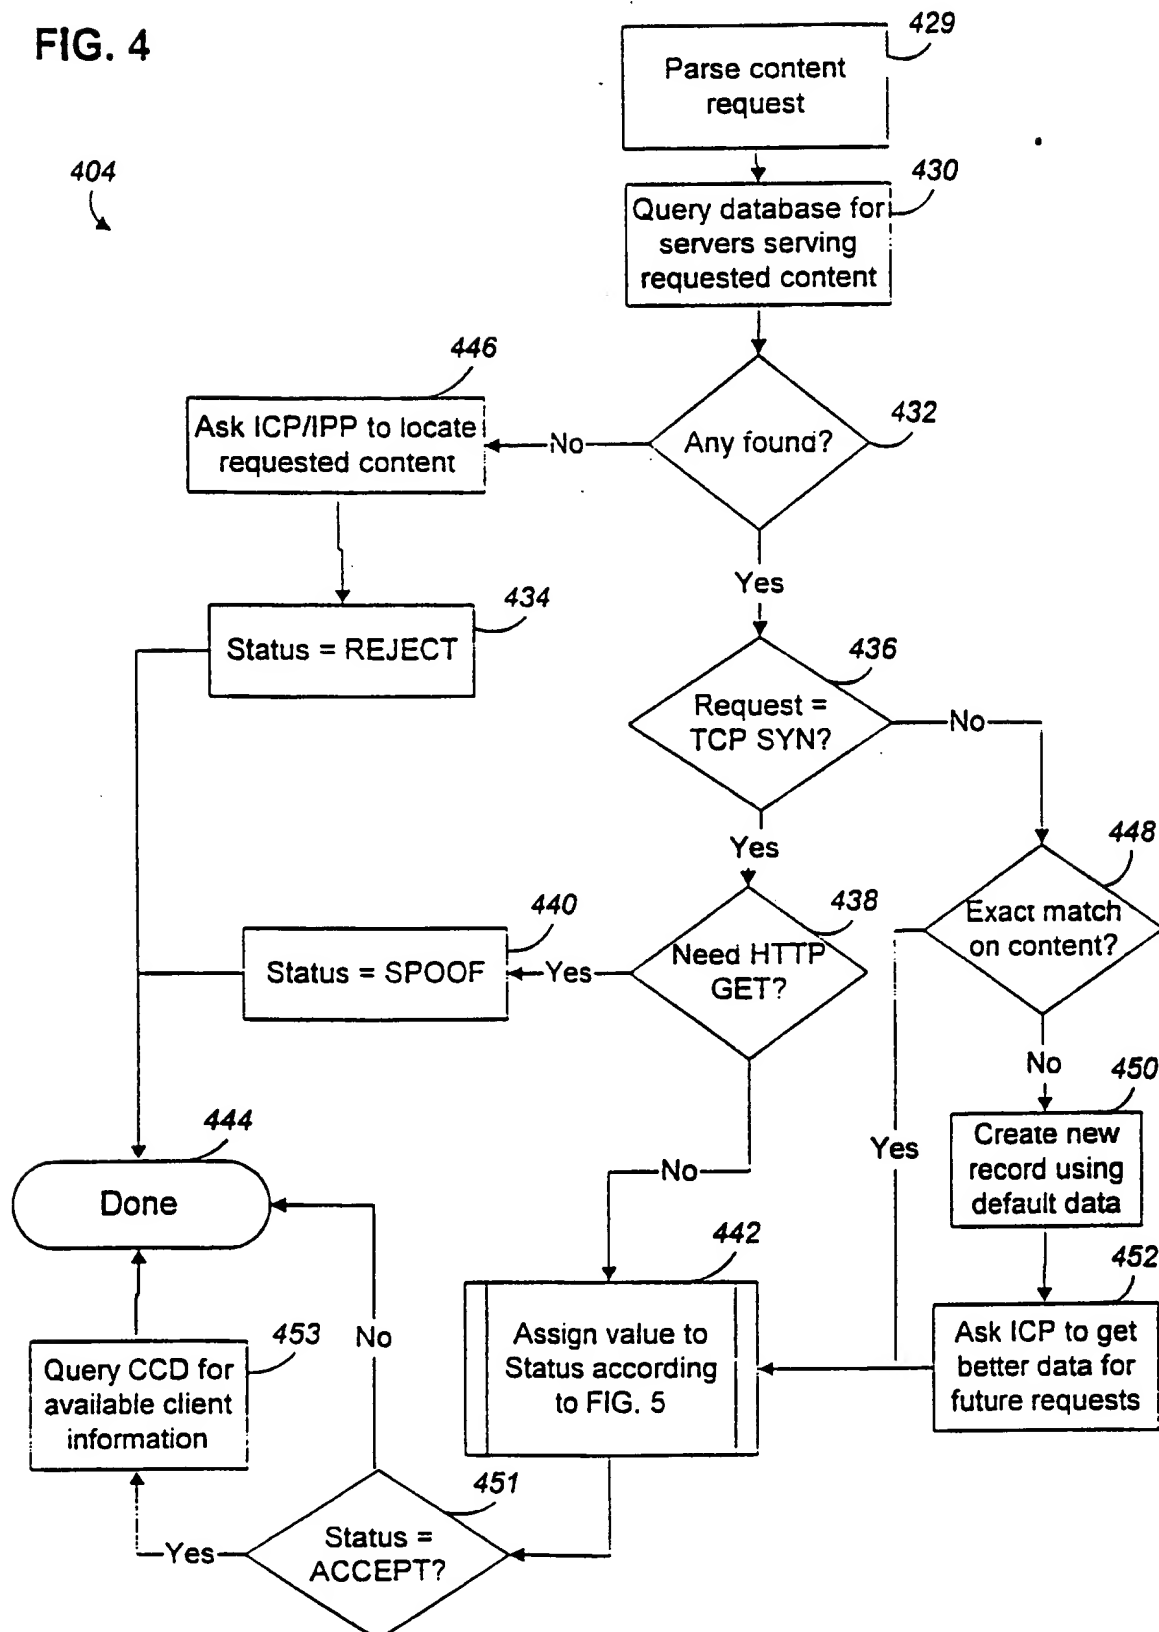 FIG. 4
429
Parse content
request
404
430
Query database for
servers serving
requested content
446
Ask ICP/IPP to locate
requested content
No
Any found?
432
Yes
434
Status = REJECT
436
Request =
TCP SYN?
No
Yes
448
Exact match
on content?
438
Need HTTP
GET?
440
Status = SPOOF
Yes
No
450
Create new
record using
default data
Yes
444
Done
No
442
Assign value to
Status according
to FIG. 5
452
Ask ICP to get
better data for
future requests
453
Query CCD for
available client
information
No
451
Status =
ACCEPT?
Yes